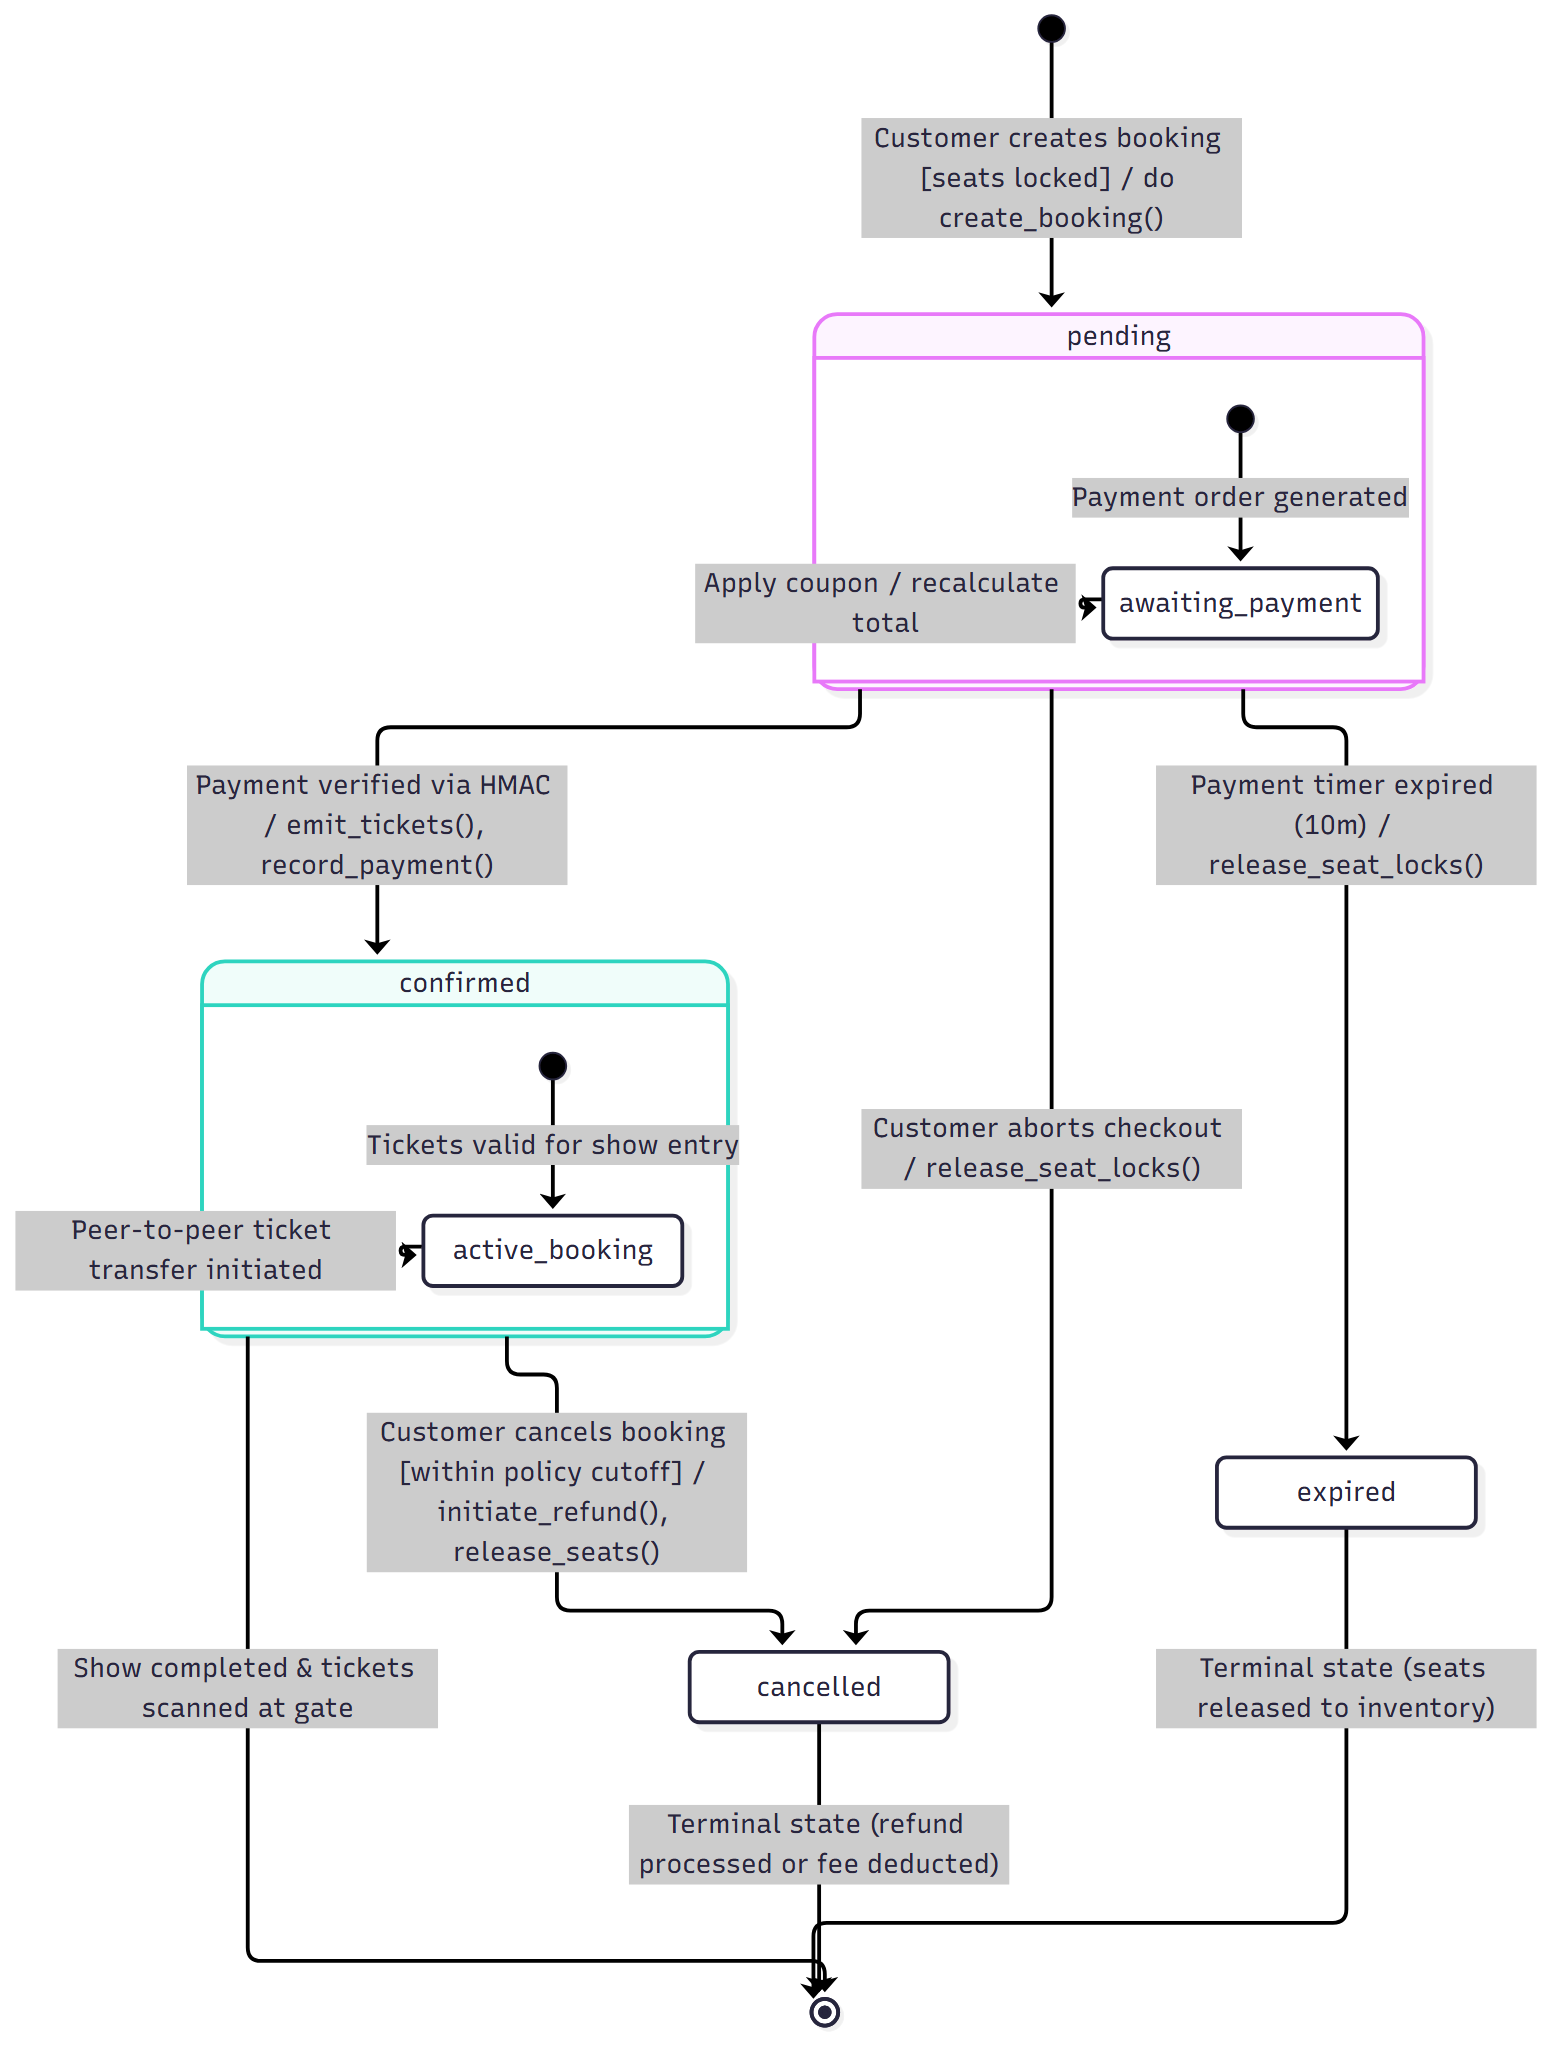 Customer creates booking
[seats locked] / do
create_booking()
pending
Payment order generated
Apply coupon / recalculate
total
awaiting_payment
Payment verified via HMAC
/ emit_tickets(),
record_payment()
Payment timer expired
(10m) /
release_seat_locks()
confirmed
Tickets valid for show entry
Customer aborts checkout
/ release_seat_locks()
Peer-to-peer ticket
transfer initiated
active_booking
Customer cancels booking
[within policy cutoff] /
initiate_refund(),
release_seats()
expired
Show completed & tickets
scanned at gate
cancelled
Terminal state (seats
released to inventory)
Terminal state (refund
processed or fee deducted)